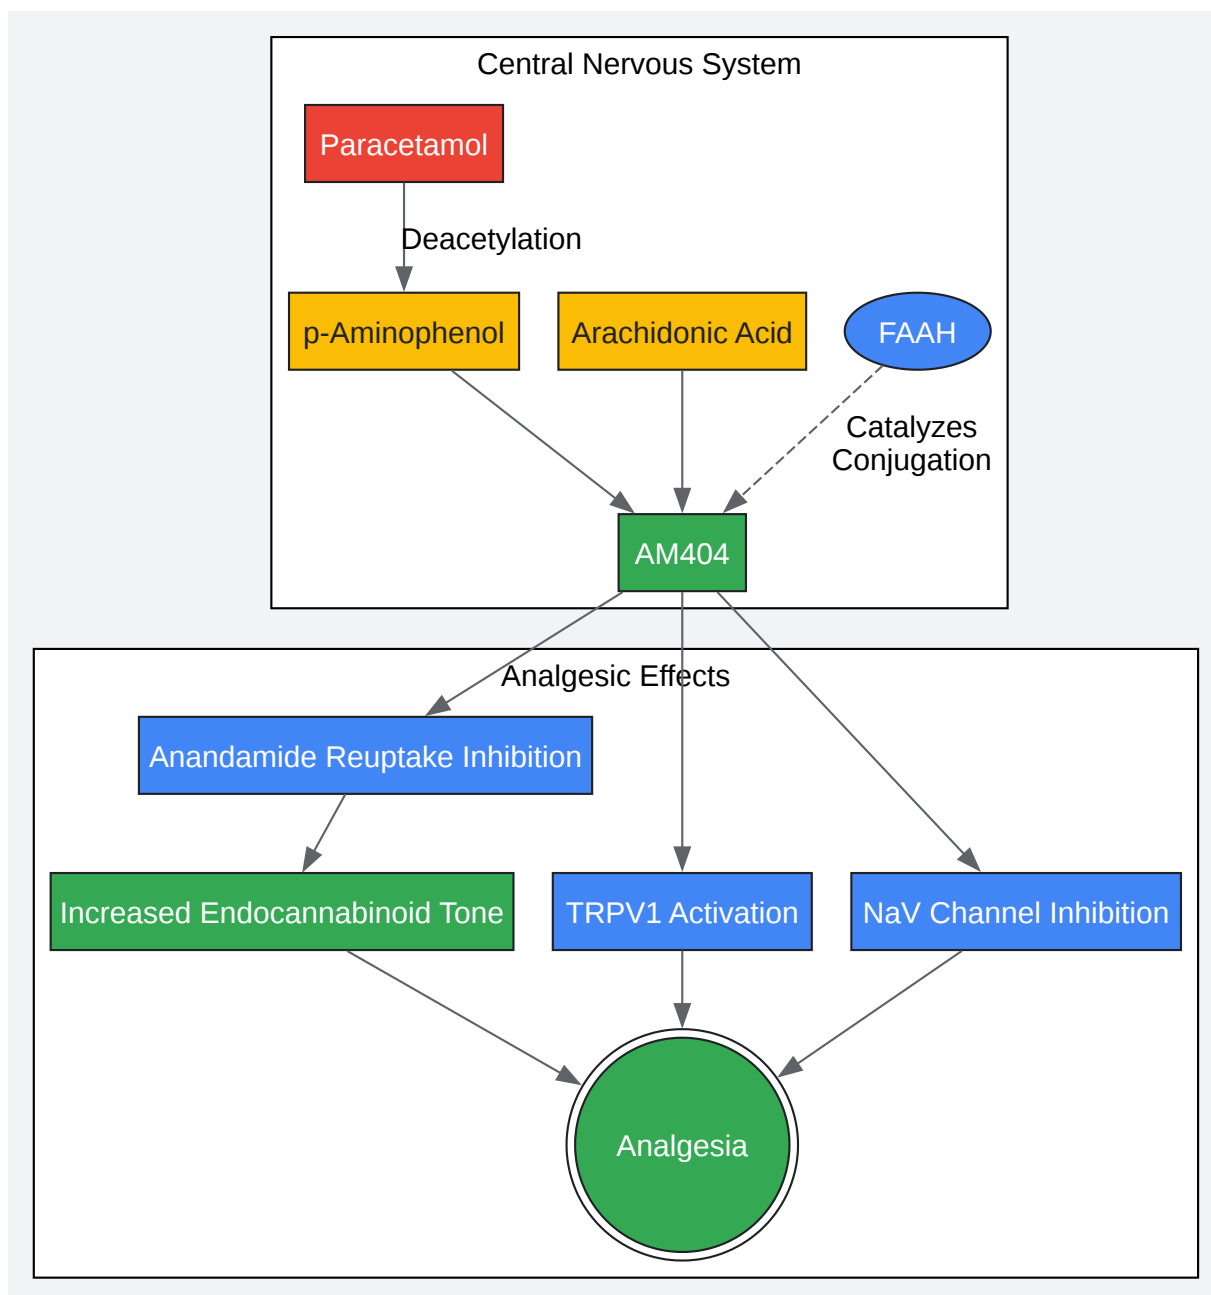 Central Nervous System
Paracetamol
Deacetylation
p-Aminophenol
Arachidonic Acid
FAAH
Catalyzes
Conjugation
AM404
Analgesic Effects
Anandamide Reuptake Inhibition
Increased Endocannabinoid Tone
TRPV1 Activation
NaV Channel Inhibition
Analgesia